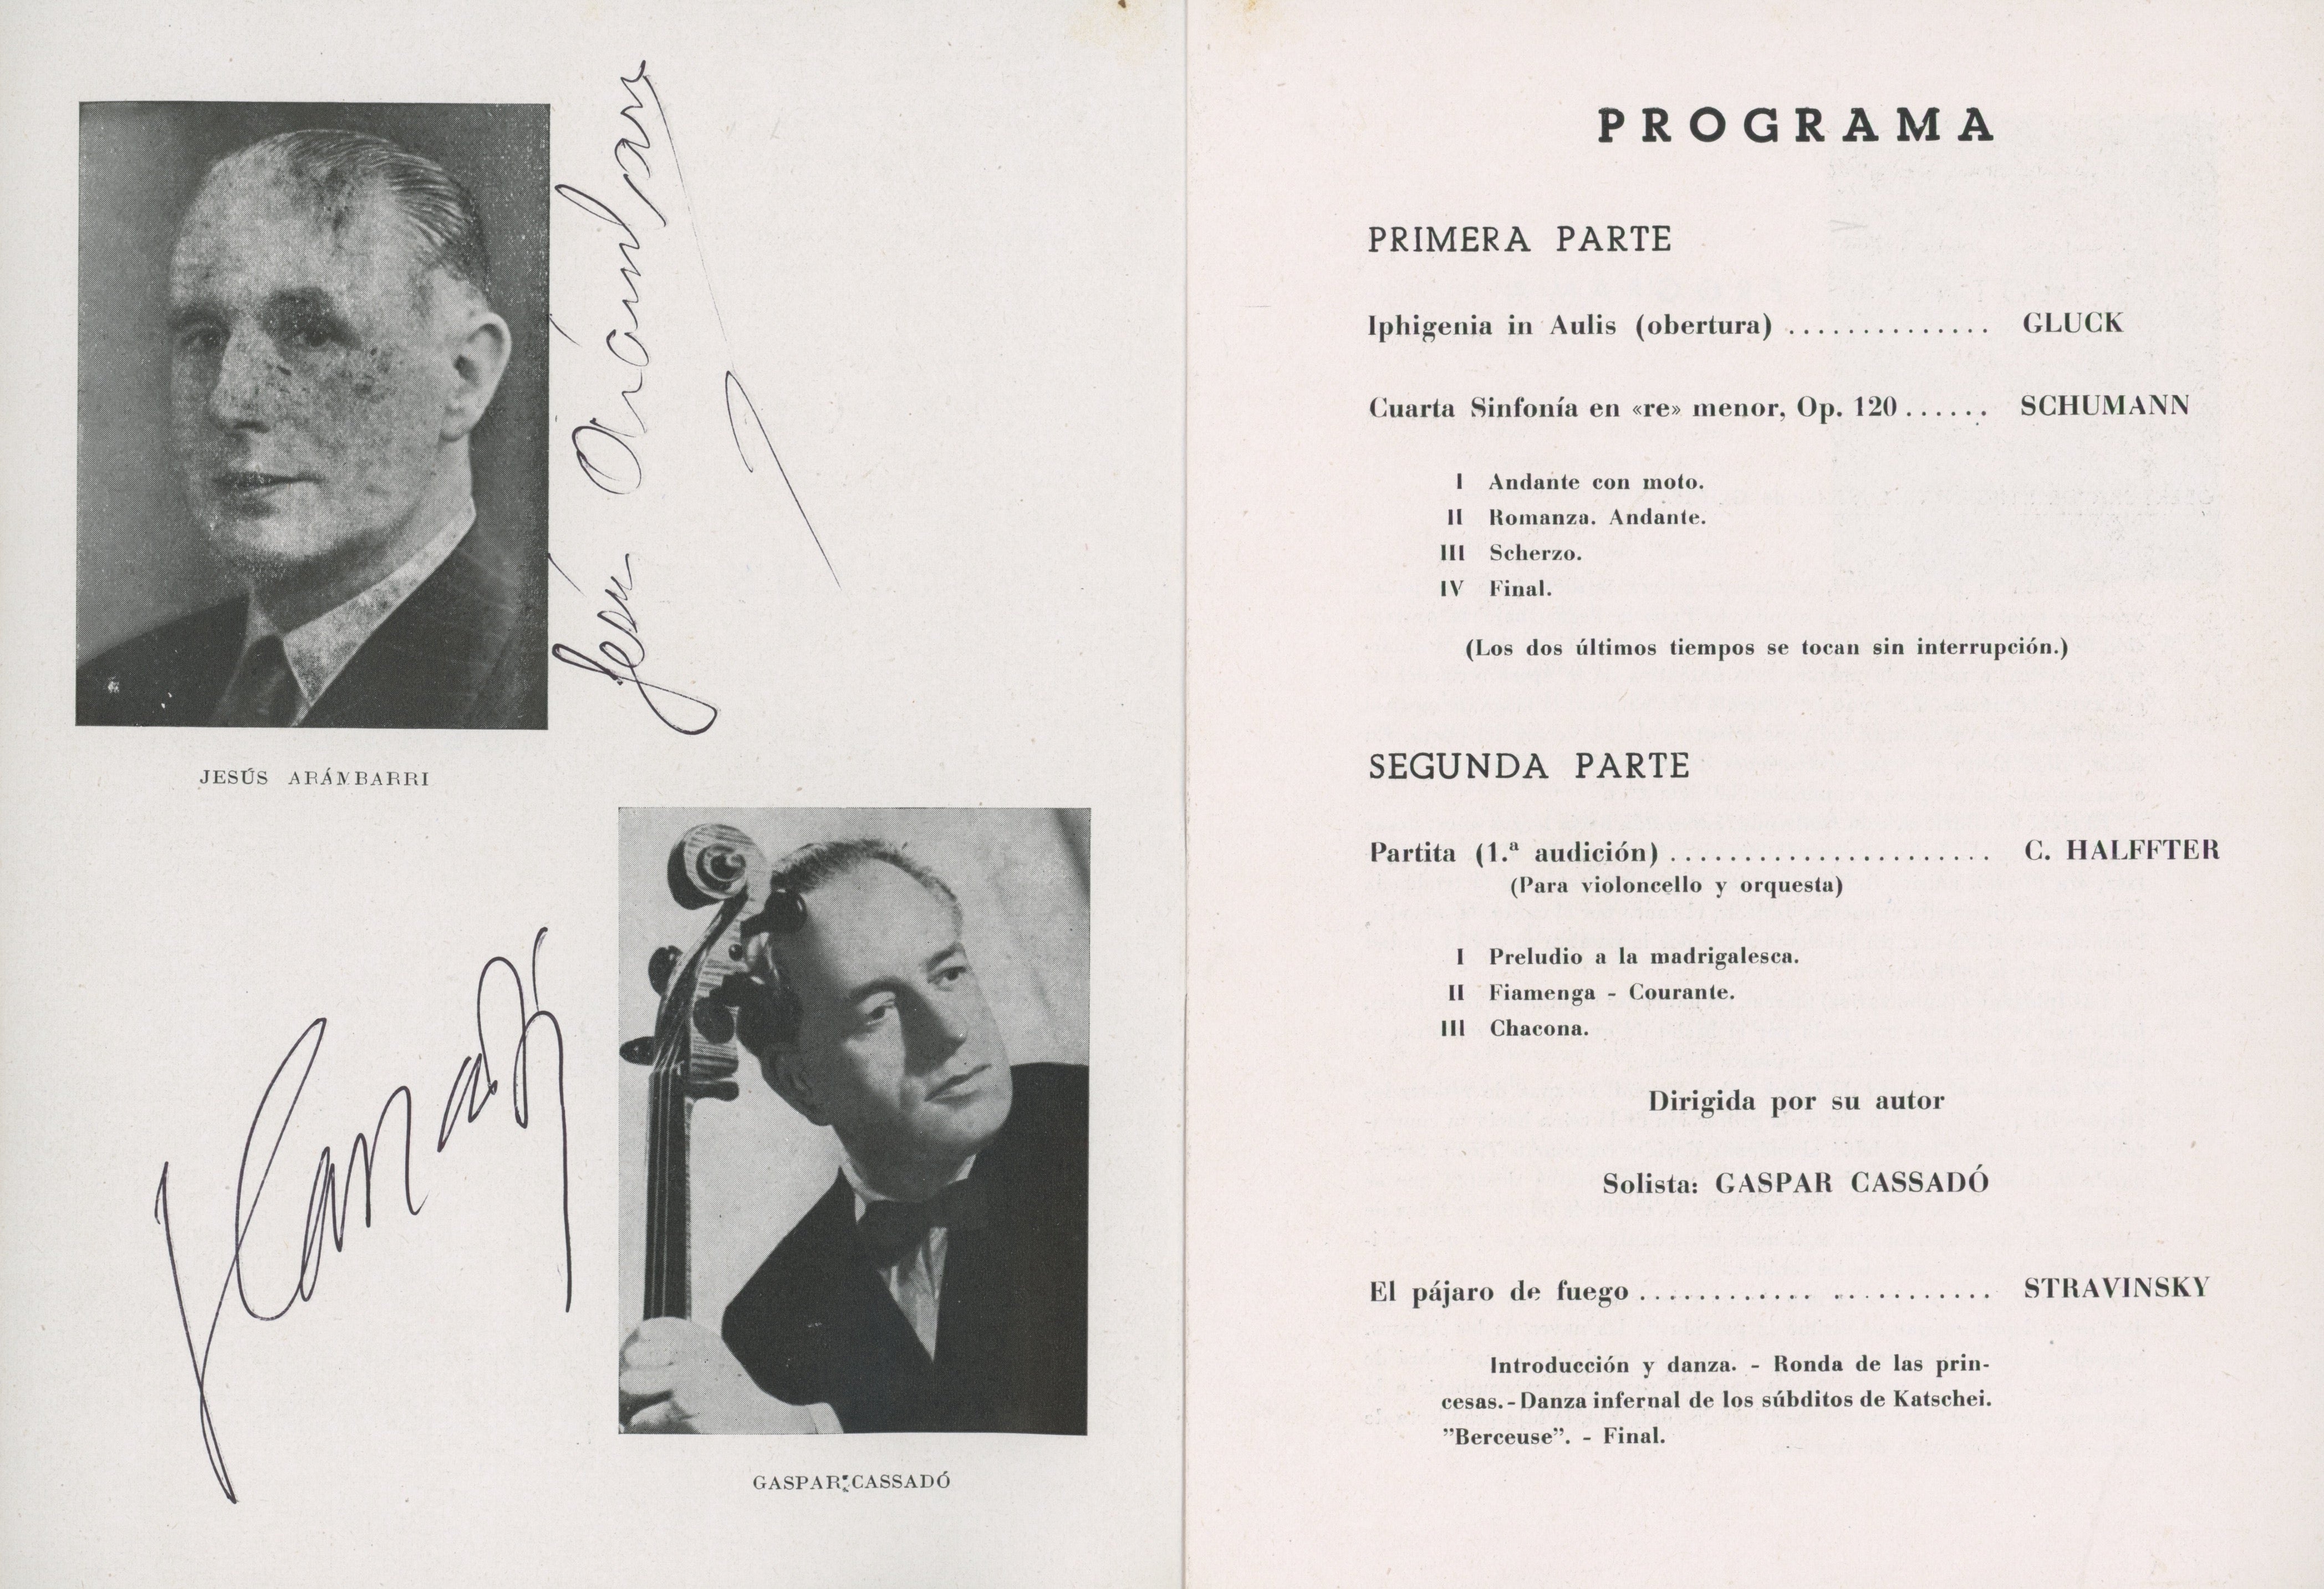 Jesús Arámbarri
JESÚS ARÁMBARRI
Cassadó
GASPAR CASSADÓ
PROGRAMA
PRIMERA PARTE
Iphigenia in Aulis (obertura) .............. GLUCK
Cuarta Sinfonía en «re» menor, Op. 120 ...... SCHUMANN
I Andante con moto.
II Romanza. Andante.
III Scherzo.
IV Final.
(Los dos últimos tiempos se tocan sin interrupción.)
SEGUNDA PARTE
Partita (1.ª audición) ...................... C. HALFFTER
(Para violoncello y orquesta)
I Preludio a la madrigalesca.
II Fiamenga - Courante.
III Chacona.
Dirigida por su autor
Solista: GASPAR CASSADÓ
El pájaro de fuego ............ ........... STRAVINSKY
Introducción y danza. - Ronda de las prin-
cesas. - Danza infernal de los súbditos de Katschei.
”Berceuse”. - Final.